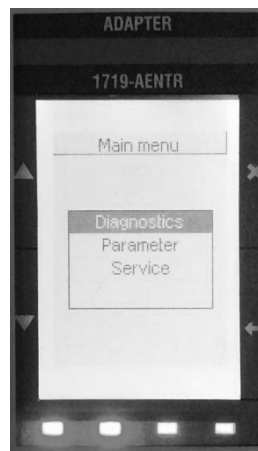 ADAPTER
1719-AENTR
Main menu
Diagnostics
Parameter
Service